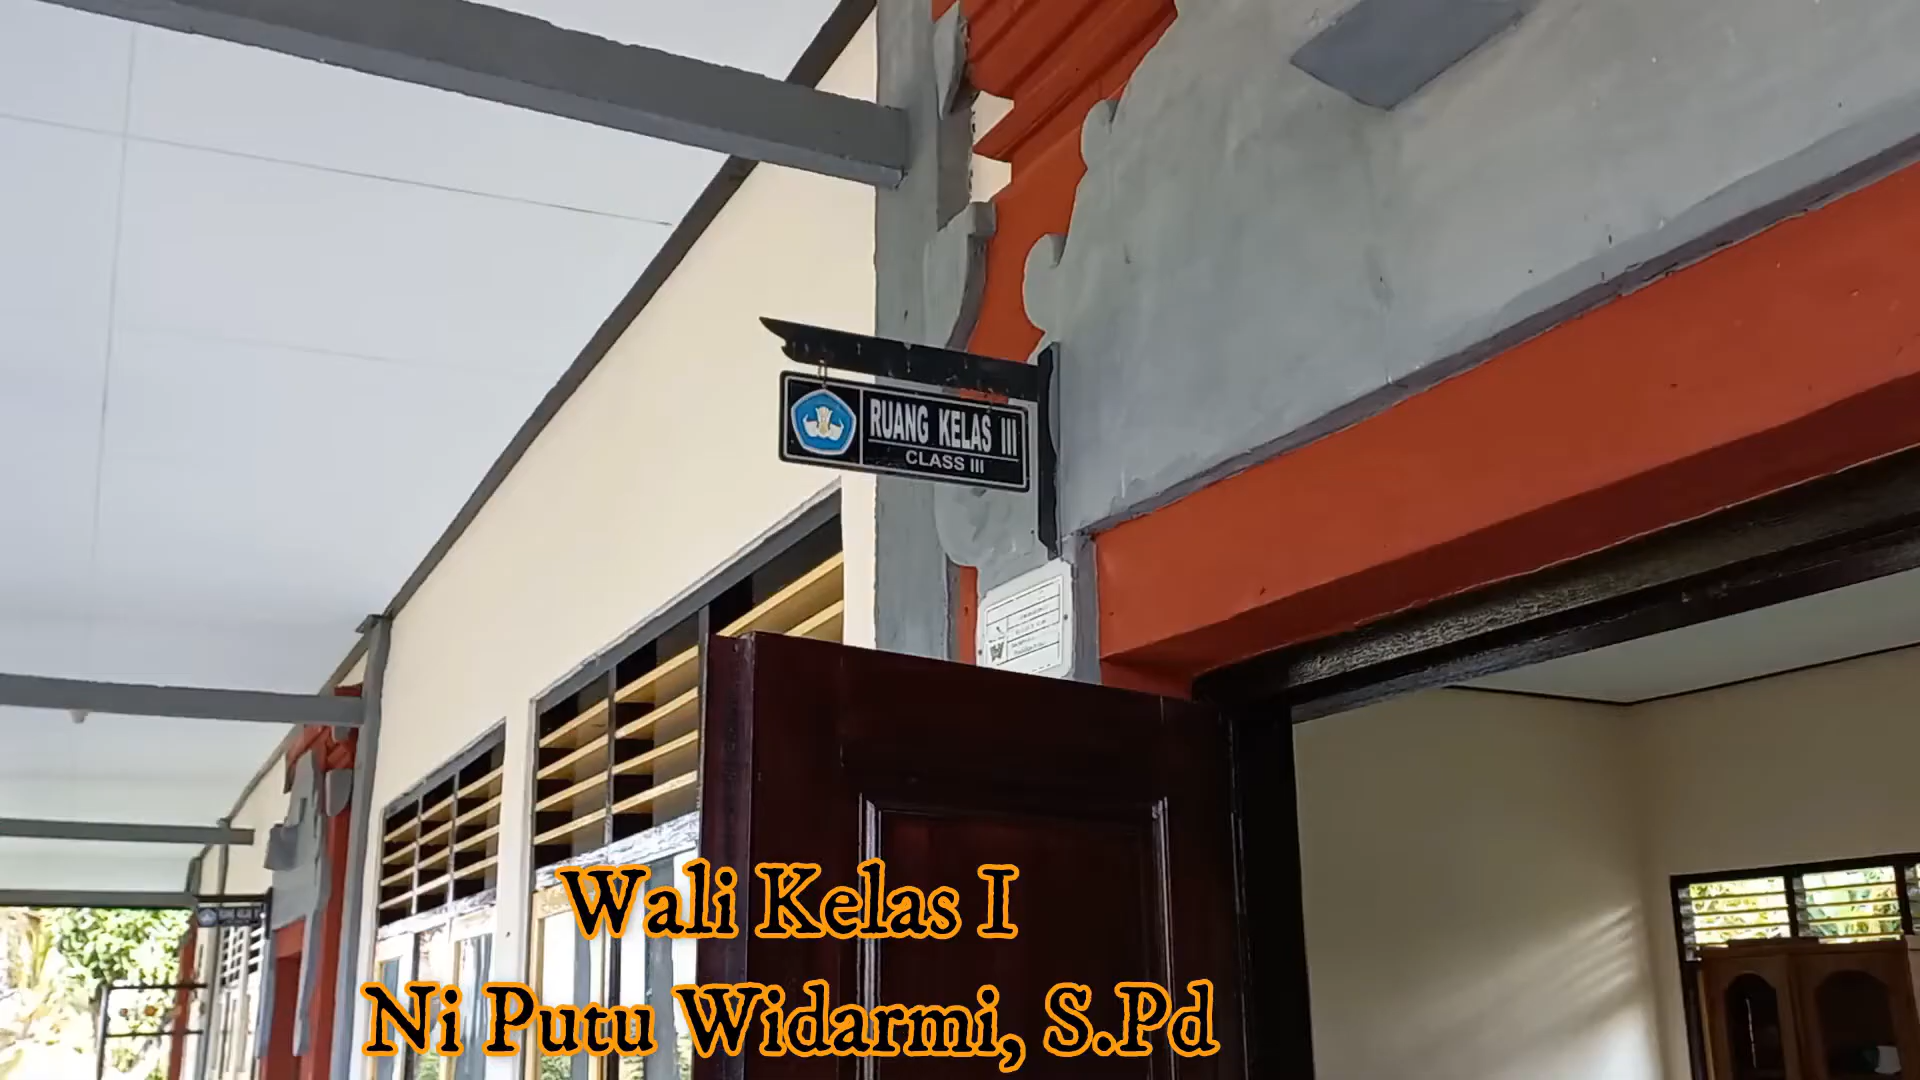 RUANG KELAS III
CLASS III
Wali Kelas I
Ni Putu Widarmi, S.Pd